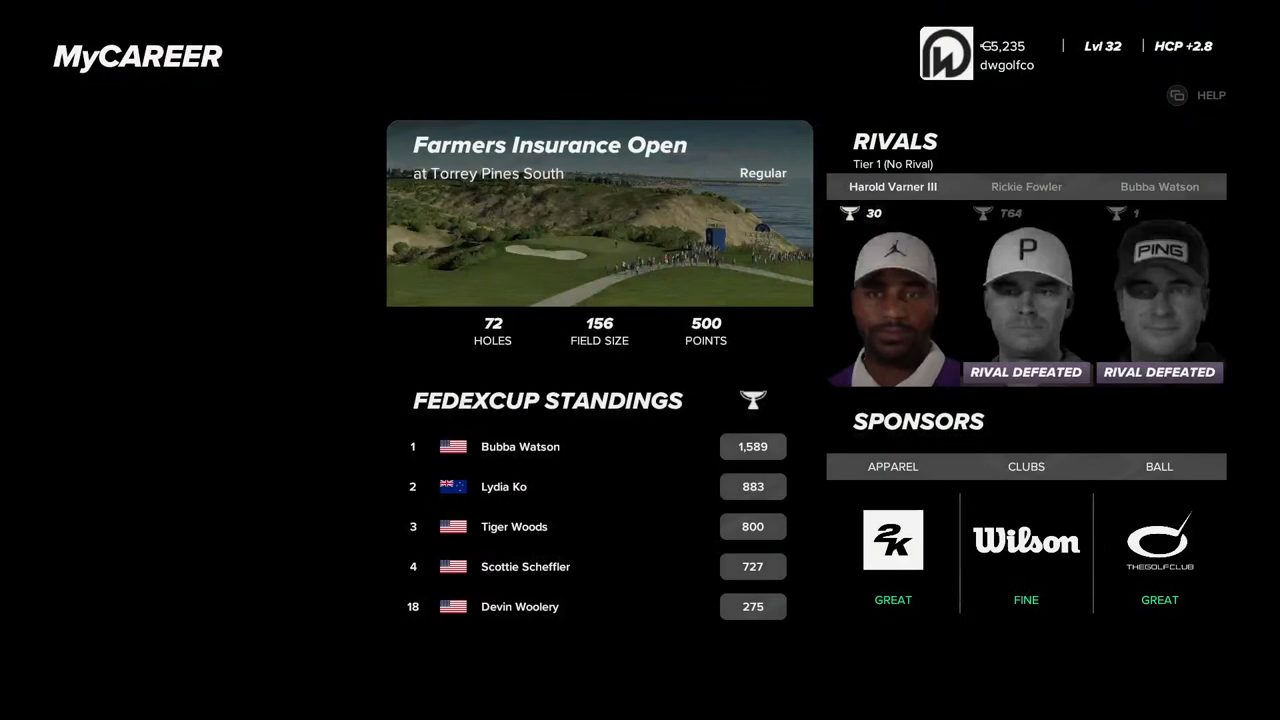 MyCAREER
5,235
dwgolfco
Lvl 32
HCP +2.8
HELP
Farmers Insurance Open
at Torrey Pines South
Regular
72
HOLES
156
FIELD SIZE
500
POINTS
FEDEXCUP STANDINGS
1 Bubba Watson 1,589
2 Lydia Ko 883
3 Tiger Woods 800
4 Scottie Scheffler 727
18 Devin Woolery 275
RIVALS
Tier 1 (No Rival)
Harold Varner III
Rickie Fowler
Bubba Watson
30
T64
1
P
PING
RIVAL DEFEATED
RIVAL DEFEATED
SPONSORS
APPAREL
CLUBS
BALL
2K
Wilson
THEGOLFCLUB
GREAT
FINE
GREAT